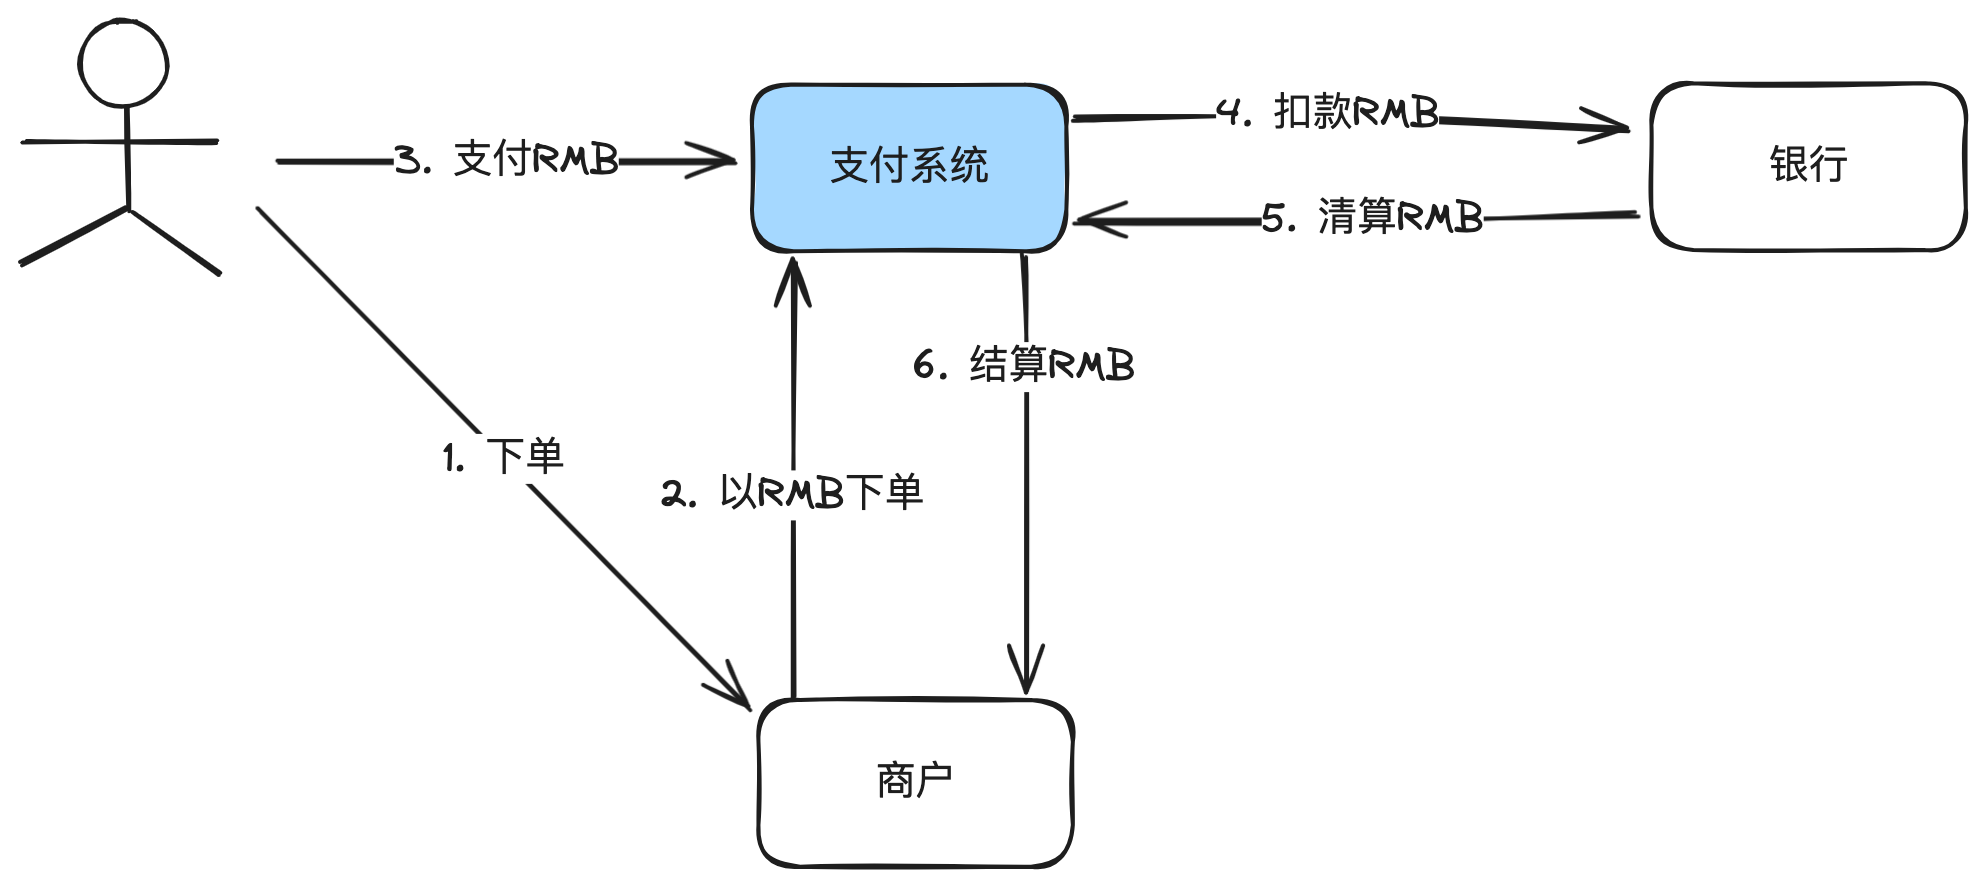 4. 扣款RMB
3. 支付RMB
支付系统
银行
5. 清算RMB
6. 结算RMB
1. 下单
2. 以RMB下单
商户